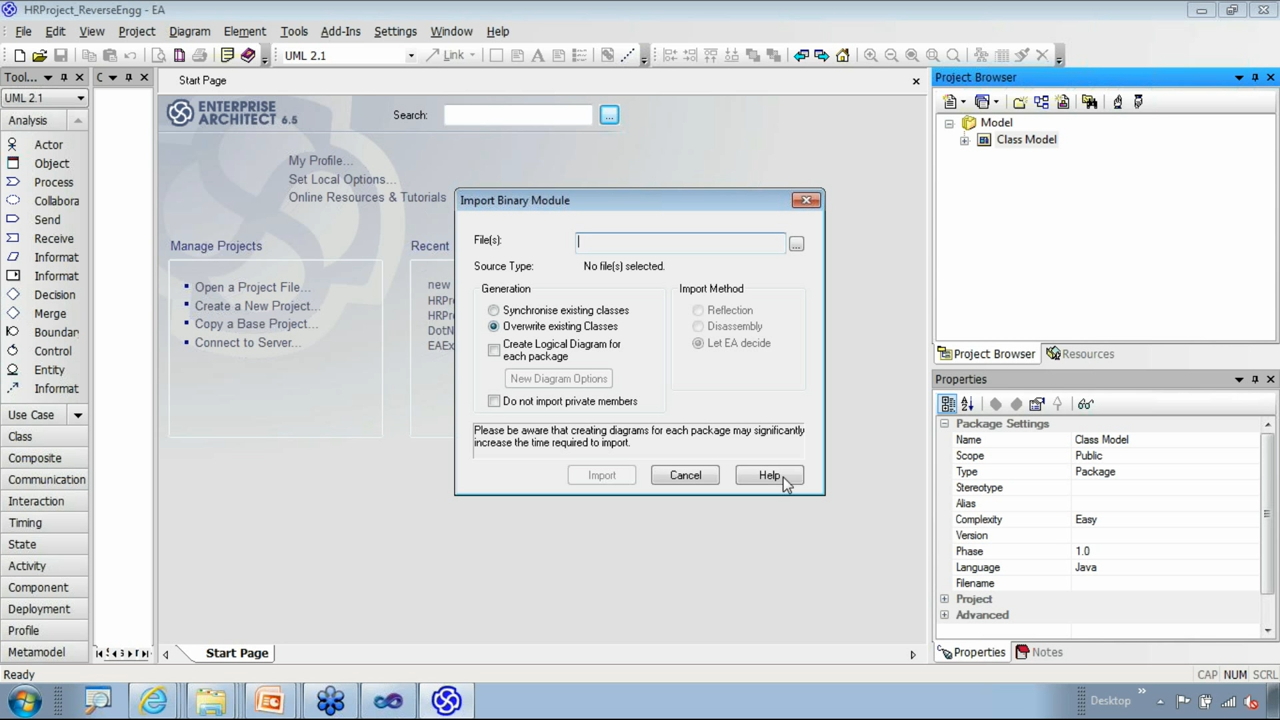 HRProject_ReverseEngg - EA
File Edit View Project Diagram Element Tools Add-Ins Settings Window Help
UML 2.1 Link
Tool... C Start Page Project Browser
UML 2.1
Analysis
Actor
Object
Process
Collabora
Send
Receive
Informat
Informat
Decision
Merge
Boundar
Control
Entity
Informat
Use Case
Class
Composite
Communication
Interaction
Timing
State
Activity
Component
Deployment
Profile
Metamodel
ENTERPRISE
ARCHITECT 6.5
Search: ...
My Profile...
Set Local Options...
Online Resources & Tutorials
Manage Projects
Open a Project File...
Create a New Project...
Copy a Base Project...
Connect to Server...
Recent
new
HRPr
HRPr
DotN
EAEx
Import Binary Module
File(s): ...
Source Type: No file(s) selected.
Generation
Synchronise existing classes
Overwrite existing Classes
Create Logical Diagram for
each package
New Diagram Options
Do not import private members
Import Method
Reflection
Disassembly
Let EA decide
Please be aware that creating diagrams for each package may significantly
increase the time required to import.
Import Cancel Help
Start Page
Model
Class Model
Project Browser Resources
Properties
Package Settings
Name Class Model
Scope Public
Type Package
Stereotype
Alias
Complexity Easy
Version
Phase 1.0
Language Java
Filename
Project
Advanced
Properties Notes
Ready CAP NUM SCRL
Desktop